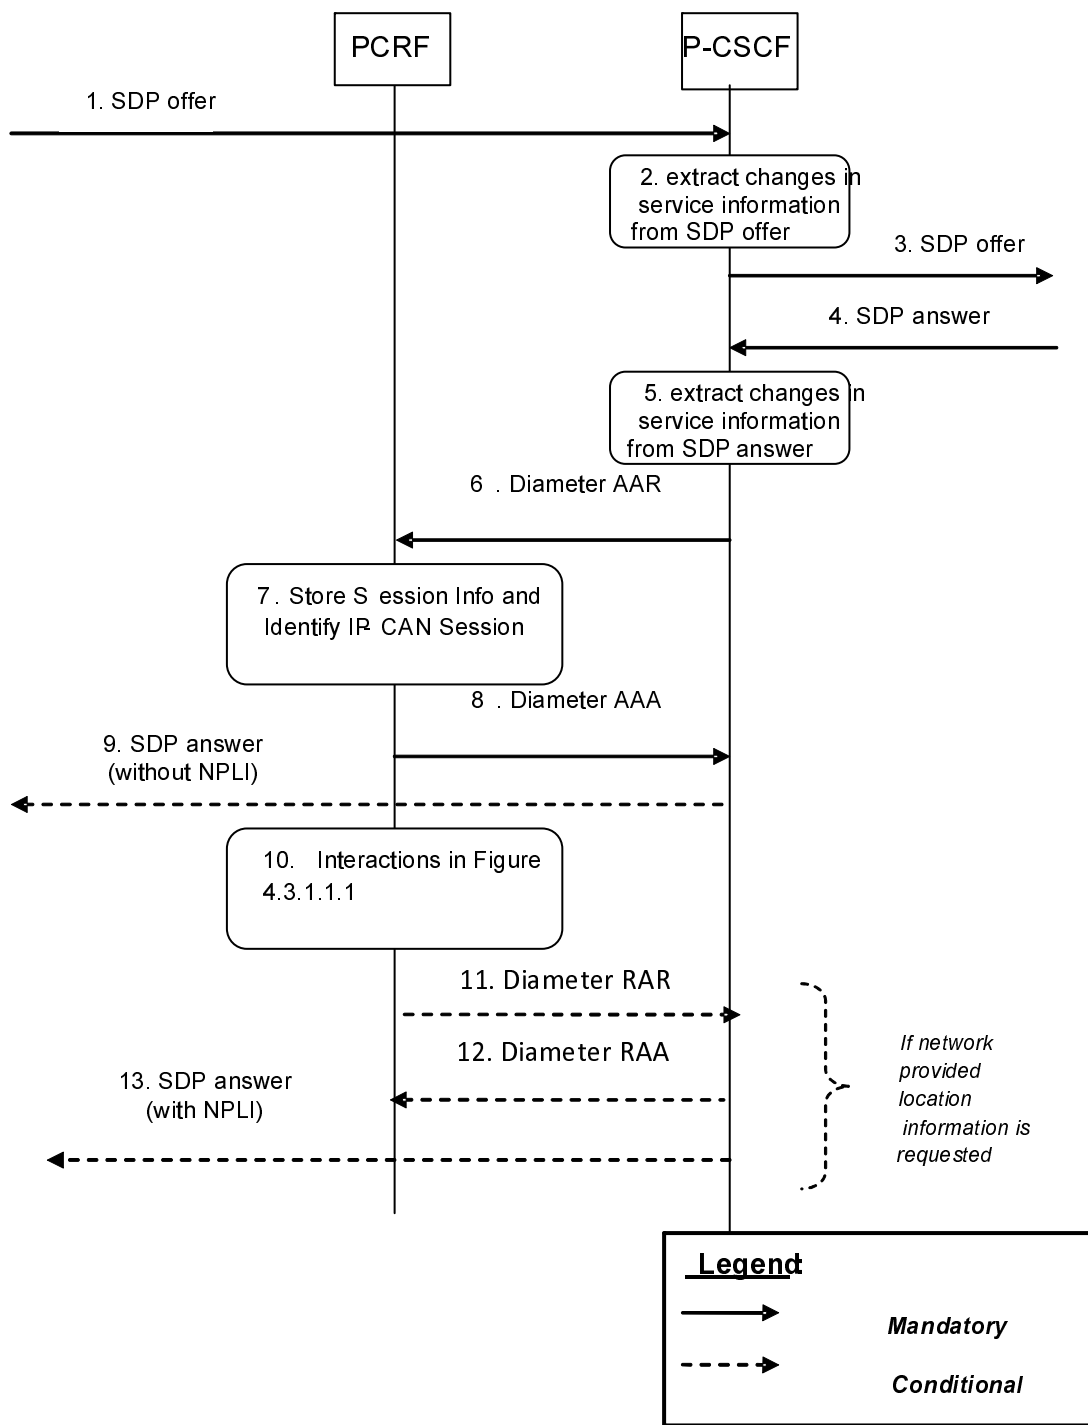 PCRF
P-CSCF
1. SDP offer
2. extract changes in
service information
from SDP offer
3. SDP offer
4. SDP answer
5. extract changes in
service information
from SDP answer
6 . Diameter AAR
7. Store S ession Info and
Identify IP- CAN Session
8 . Diameter AAA
9. SDP answer
(without NPLI)
10. Interactions in Figure
4.3.1.1.1
11. Diameter RAR
12. Diameter RAA
13. SDP answer
(with NPLI)
If network
provided
location
information is
requested
Legend:
Mandatory
Conditional